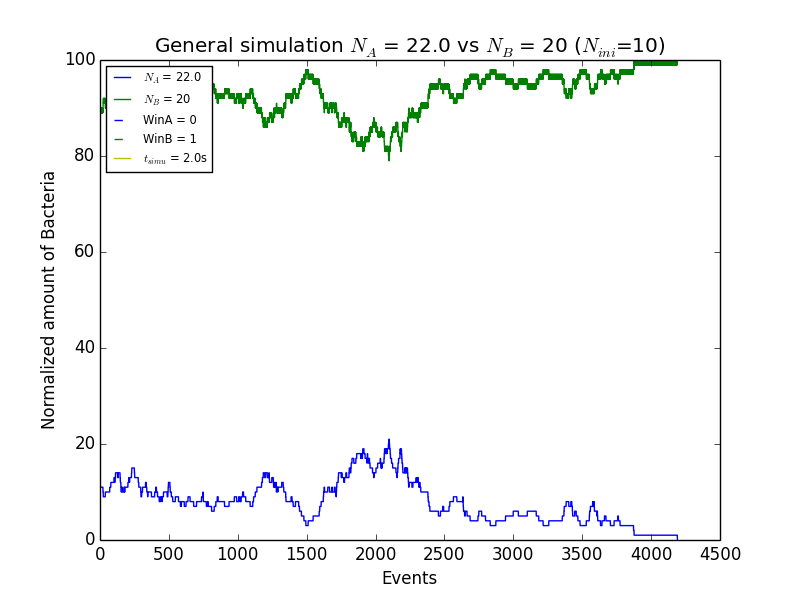 General simulation N_A = 22.0 vs N_B = 20 (N_ini=10)
100
80
60
40
20
0
N_A = 22.0
N_B = 20
WinA = 0
WinB = 1
t_simu = 2.0s
Normalized amount of Bacteria
0 500 1000 1500 2000 2500 3000 3500 4000 4500
Events